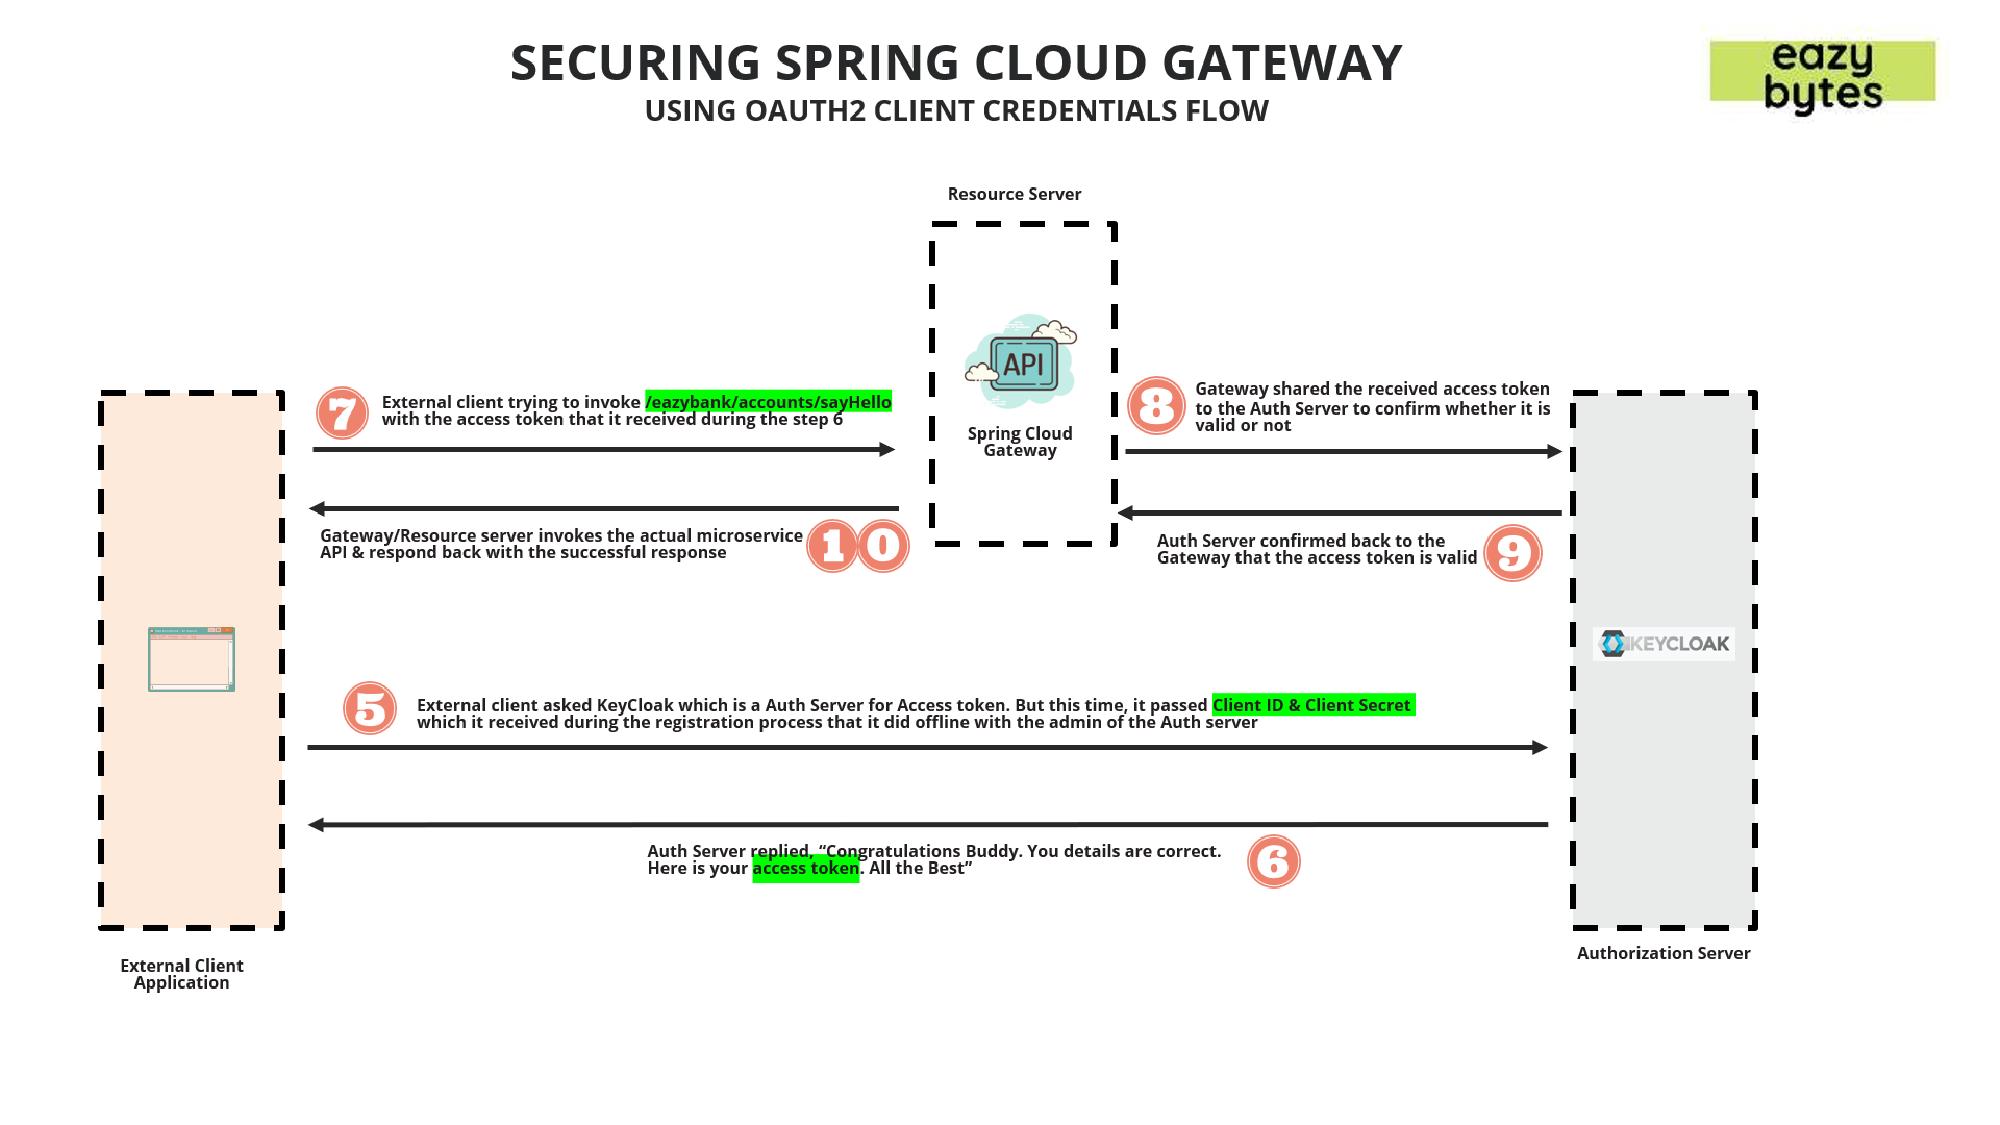 SECURING SPRING CLOUD GATEWAY
USING OAUTH2 CLIENT CREDENTIALS FLOW
eazy
bytes
Resource Server
API
Spring Cloud
Gateway
7
External client trying to invoke /eazybank/accounts/sayHello
with the access token that it received during the step 6
8
Gateway shared the received access token
to the Auth Server to confirm whether it is
valid or not
Gateway/Resource server invokes the actual microservice
API & respond back with the successful response
10
Auth Server confirmed back to the
Gateway that the access token is valid
9
KEYCLOAK
5
External client asked KeyCloak which is a Auth Server for Access token. But this time, it passed Client ID & Client Secret
which it received during the registration process that it did offline with the admin of the Auth server
Auth Server replied, “Congratulations Buddy. You details are correct.
Here is your access token. All the Best”
6
External Client
Application
Authorization Server